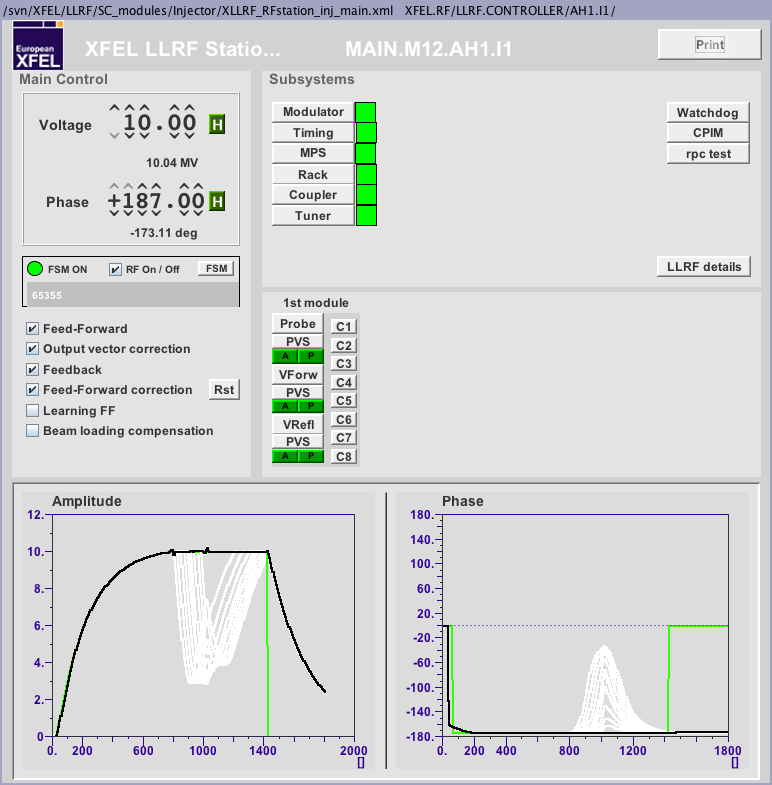 /svn/XFEL/LLRF/SC_modules/Injector/XLLRF_RFstation_inj_main.xml XFEL.RF/LLRF.CONTROLLER/AH1.I1/
European
XFEL
XFEL LLRF Statio... MAIN.M12.AH1.I1
Print
Main Control
Voltage 10.00 H
10.04 MV
Phase +187.00 H
-173.11 deg
FSM ON RF On / Off FSM
65355
Feed-Forward
Output vector correction
Feedback
Feed-Forward correction Rst
Learning FF
Beam loading compensation
Subsystems
Modulator
Timing
MPS
Rack
Coupler
Tuner
Watchdog
CPIM
rpc test
LLRF details
1st module
Probe
PVS
A P
VForw
PVS
A P
VRefl
PVS
A P
C1
C2
C3
C4
C5
C6
C7
C8
Amplitude
12.
10.
8.
6.
4.
2.
0.
0. 200 600 1000 1400 2000
[]
Phase
180.
140.
100.
60.
20.
-20.
-60.
-100.
-140.
-180.
0. 200 400 800 1200 1800
[]